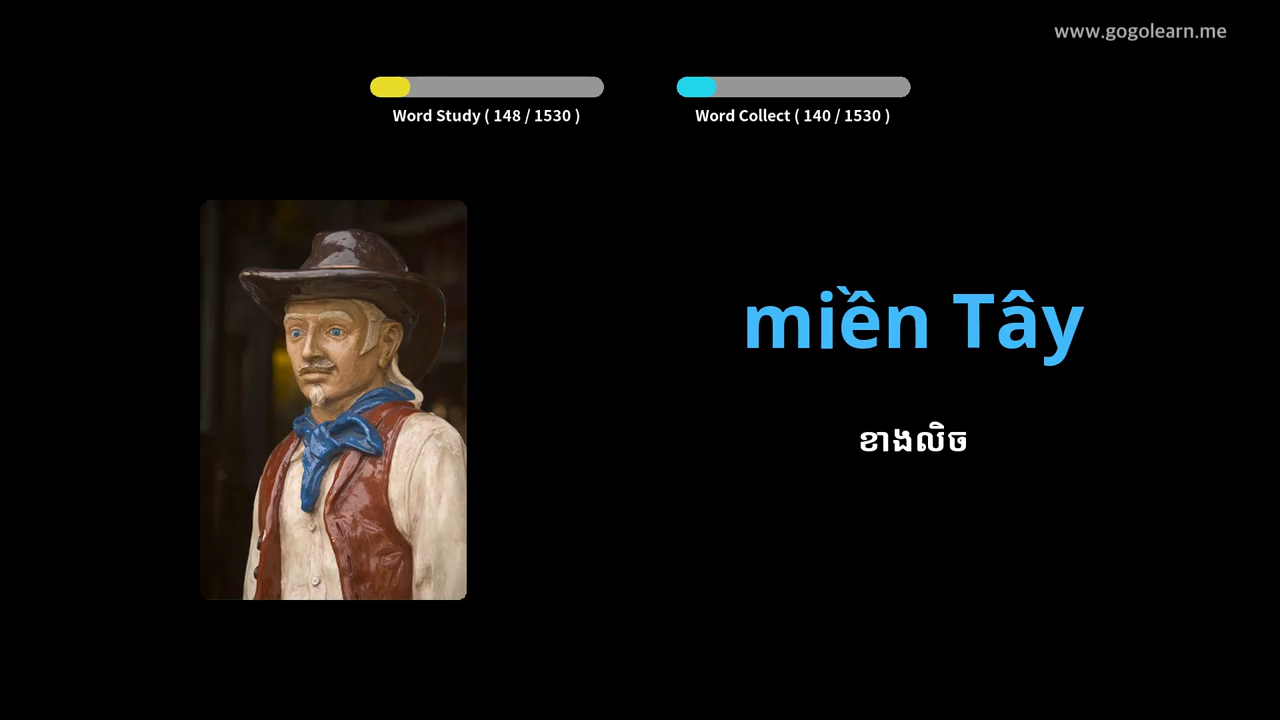 www.gogolearn.me
Word Study ( 148 / 1530 )
Word Collect ( 140 / 1530 )
miền Tây
ខាងលិច